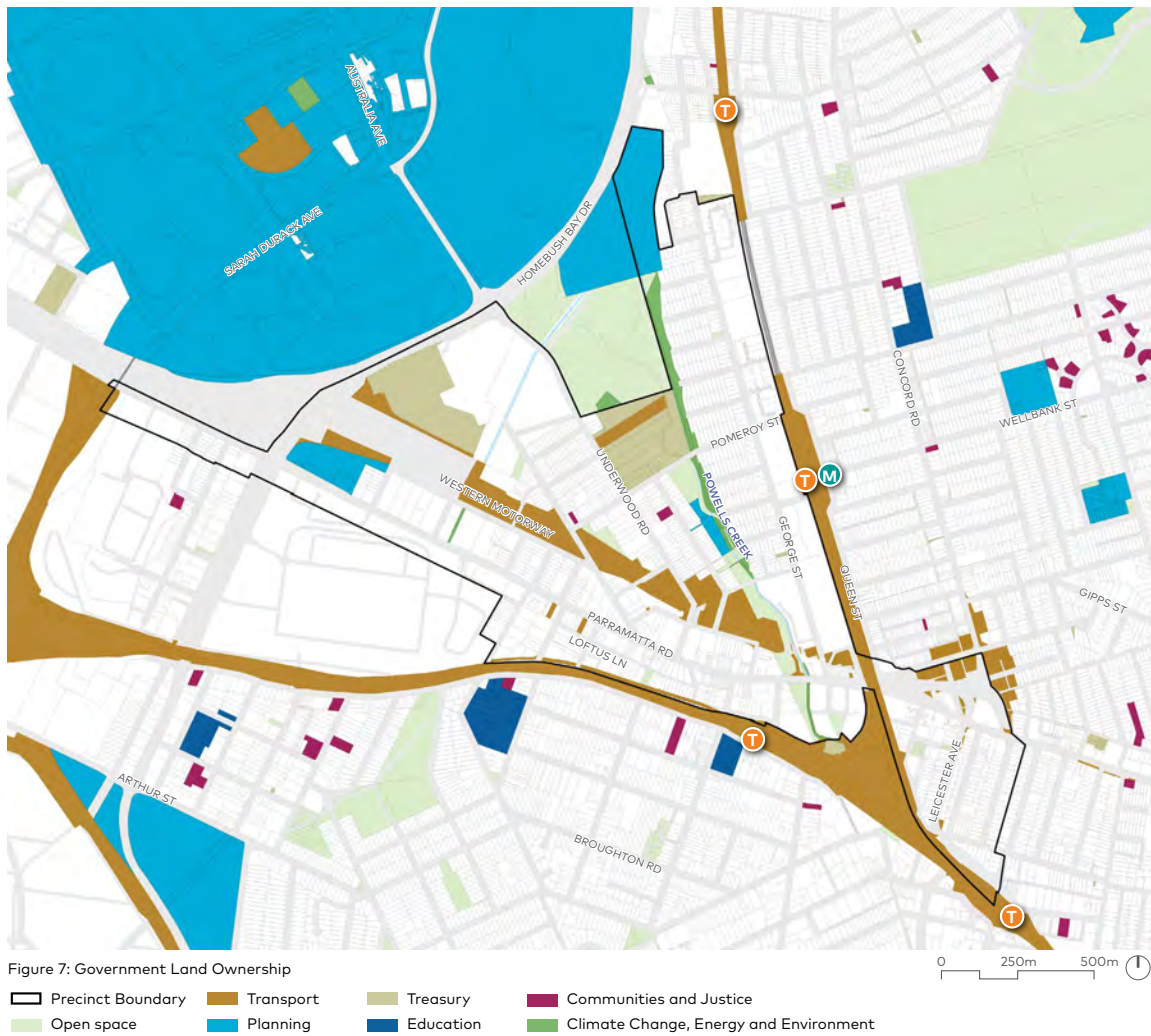 AUSTRALIA AVE
T
SARAH DURACK AVE
HOMEBUSH BAY DR
CONCORD RD
WELLBANK ST
POMEROY ST
UNDERWOOD RD
T M
WESTERN MOTORWAY
POWELLS CREEK
GEORGE ST
QUEEN ST
GIPPS ST
PARRAMATTA RD
LOFTUS LN
T
LEICESTER AVE
ARTHUR ST
BROUGHTON RD
T
Figure 7: Government Land Ownership
0 250m 500m
Precinct Boundary Transport Treasury Communities and Justice
Open space Planning Education Climate Change, Energy and Environment